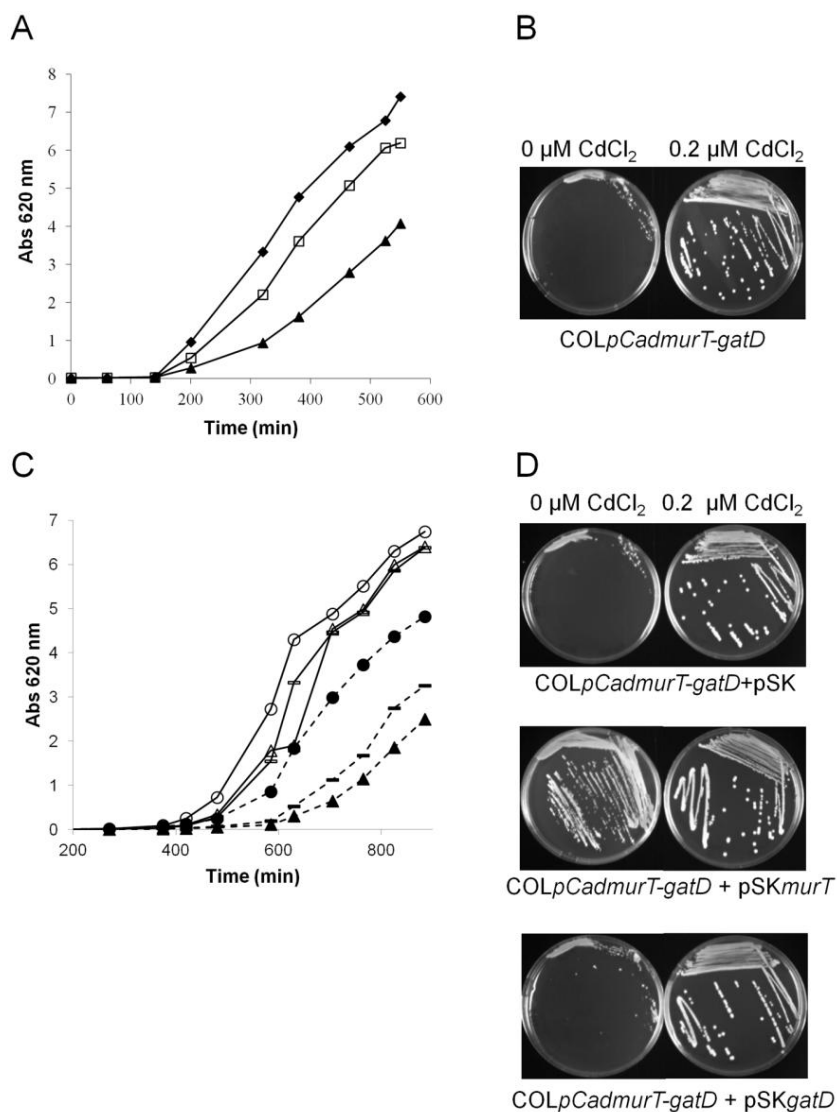 A
8
7
6
5
4
3
2
1
0
Abs 620 nm
0 100 200 300 400 500 600
Time (min)
B
0 µM CdCl₂ 0.2 µM CdCl₂
COLpCadmurT-gatD
C
7
6
5
4
3
2
1
0
Abs 620 nm
200 400 600 800
Time (min)
D
0 µM CdCl₂ 0.2 µM CdCl₂
COLpCadmurT-gatD+pSK
COLpCadmurT-gatD + pSKmurT
COLpCadmurT-gatD + pSKgatD